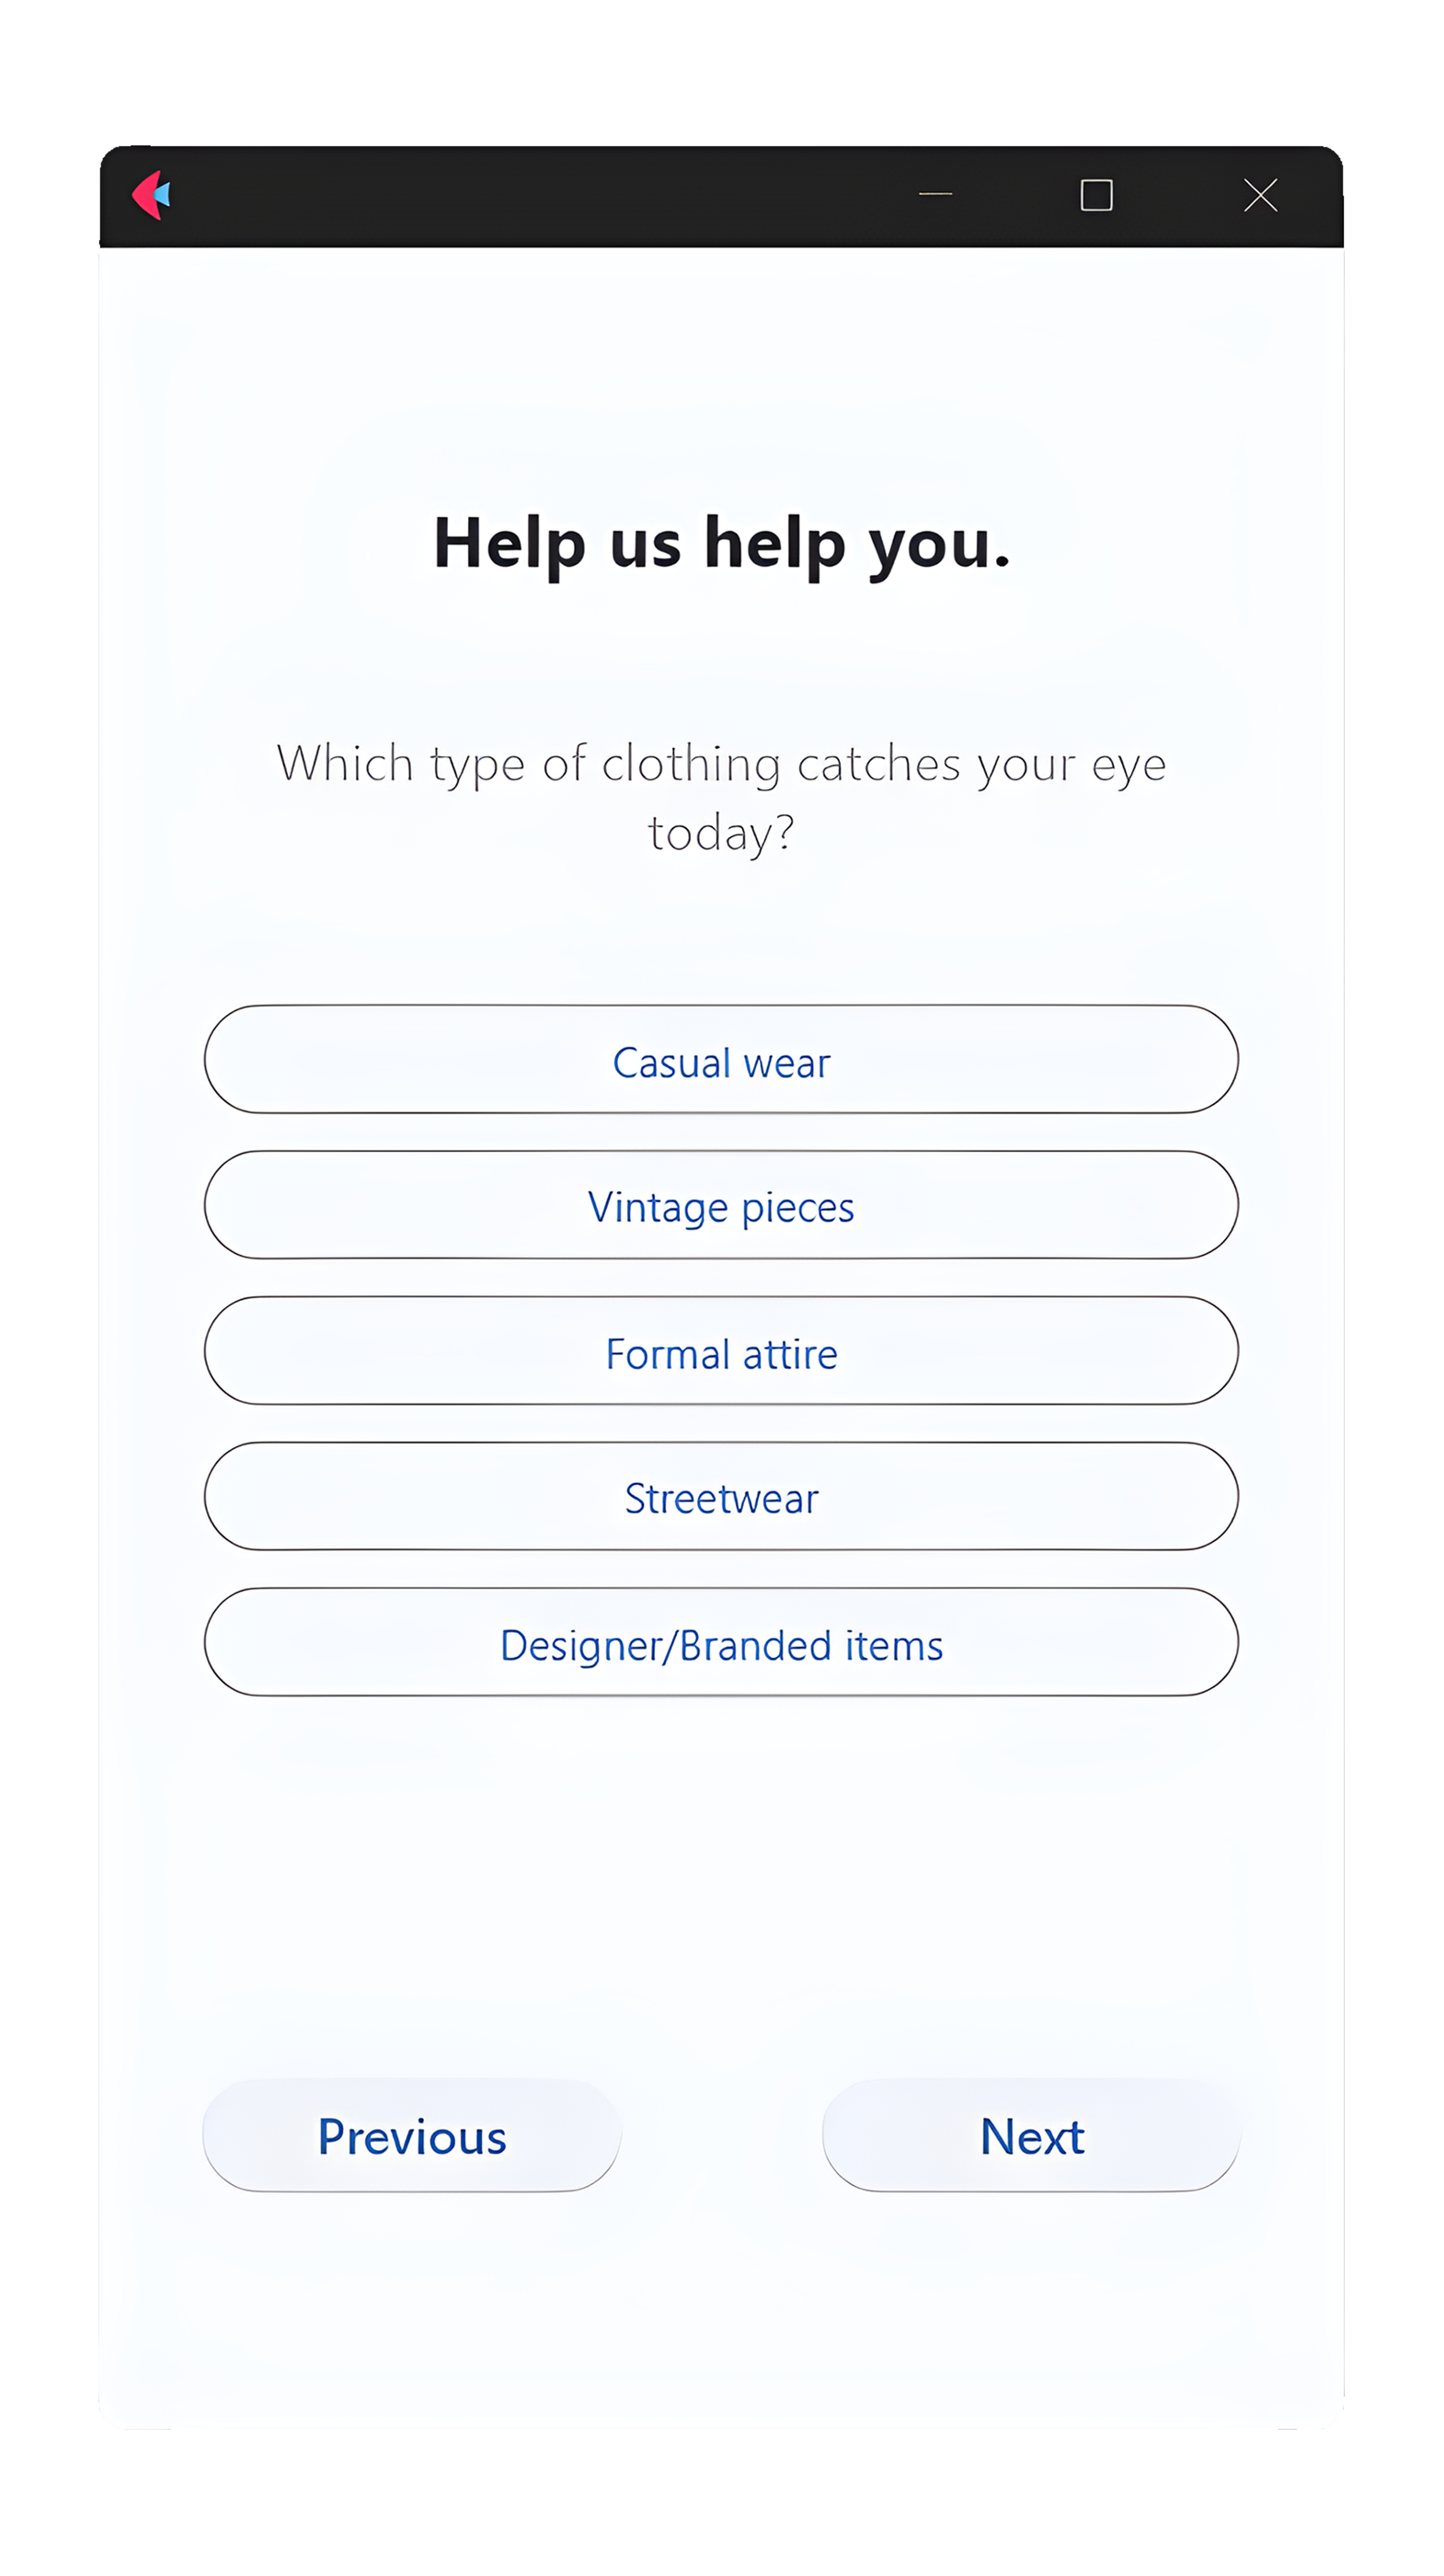 Help us help you.
Which type of clothing catches your eye
today?
Casual wear
Vintage pieces
Formal attire
Streetwear
Designer/Branded items
Previous
Next